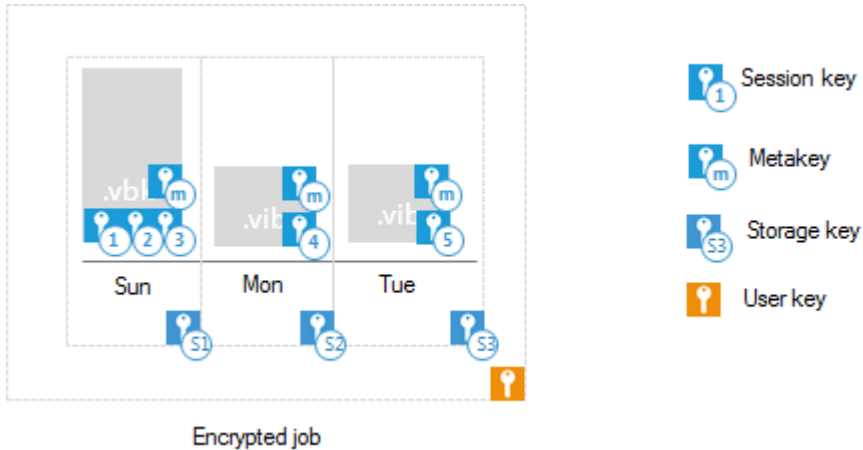 Session key
1
Metakey
m
Storage key
S3
User key
m m m
.vbk .vib .vib
1 2 3 4 5
Sun Mon Tue
S1 S2 S3
Encrypted job